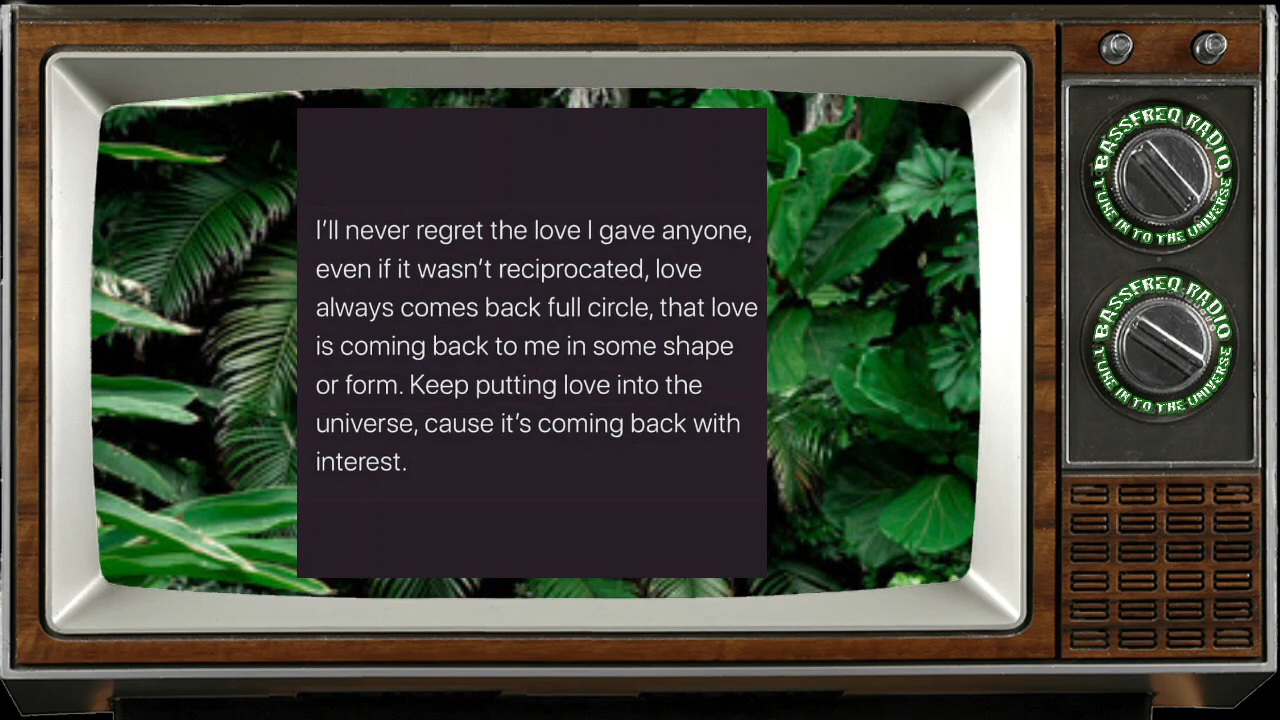 I’ll never regret the love I gave anyone,
even if it wasn’t reciprocated, love
always comes back full circle, that love
is coming back to me in some shape
or form. Keep putting love into the
universe, cause it’s coming back with
interest.
BASSFREQ RADIO
TUNE IN TO THE UNIVERSE
BASSFREQ RADIO
TUNE IN TO THE UNIVERSE